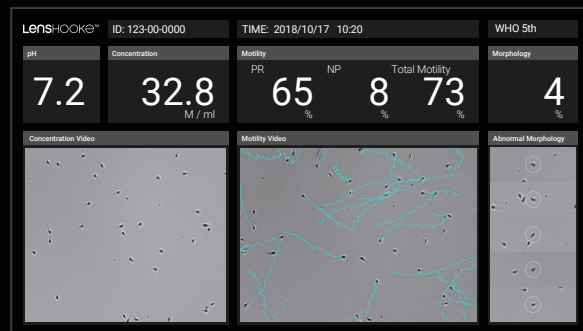 LENSHOOKE™ ID: 123-00-0000 TIME: 2018/10/17 10:20 WHO 5th
pH Concentration Motility Morphology
PR NP Total Motility
7.2 32.8 65 8 73 4
M / ml % % % %
Concentration Video Motility Video Abnormal Morphology